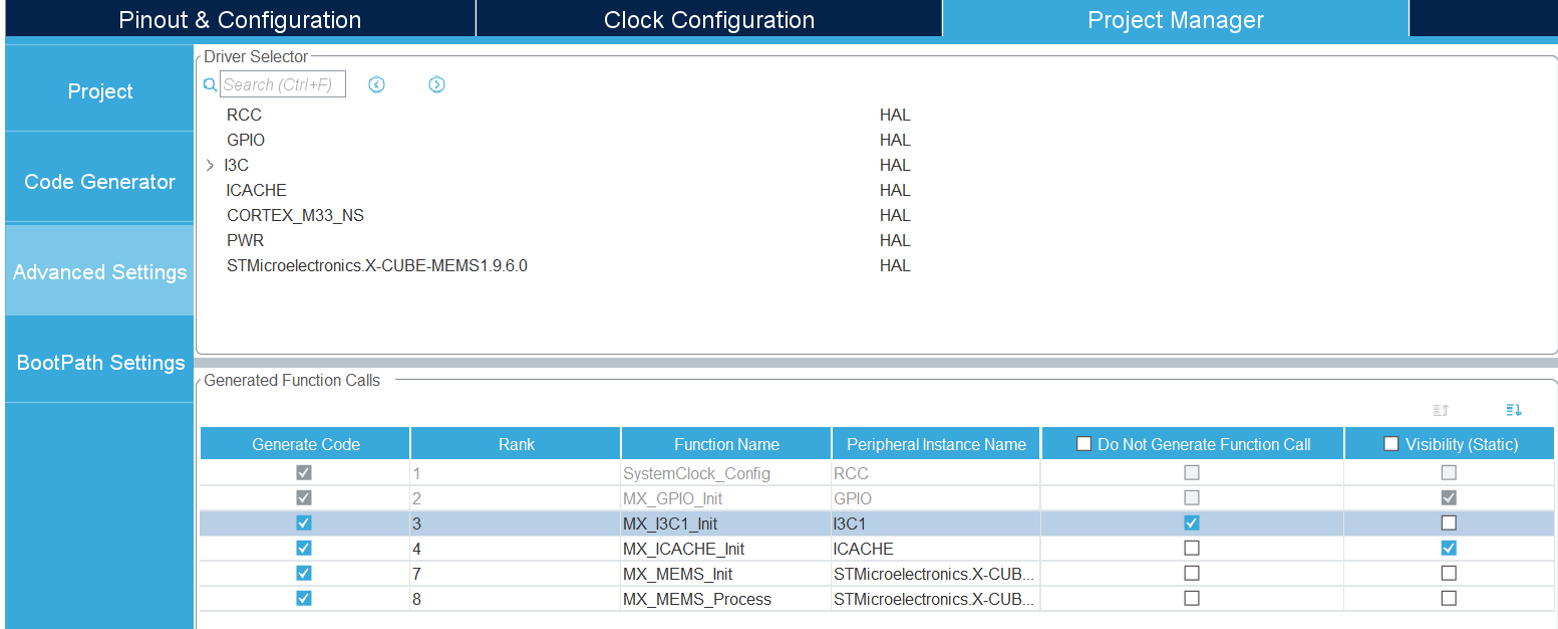 Pinout & Configuration Clock Configuration Project Manager
Project
Code Generator
Advanced Settings
BootPath Settings
Driver Selector
Search (Ctrl+F)
RCC HAL
GPIO HAL
I3C HAL
ICACHE HAL
CORTEX_M33_NS HAL
PWR HAL
STMicroelectronics.X-CUBE-MEMS1.9.6.0 HAL
Generated Function Calls
Generate Code Rank Function Name Peripheral Instance Name Do Not Generate Function Call Visibility (Static)
1 SystemClock_Config RCC
2 MX_GPIO_Init GPIO
3 MX_I3C1_Init I3C1
4 MX_ICACHE_Init ICACHE
7 MX_MEMS_Init STMicroelectronics.X-CUB...
8 MX_MEMS_Process STMicroelectronics.X-CUB...